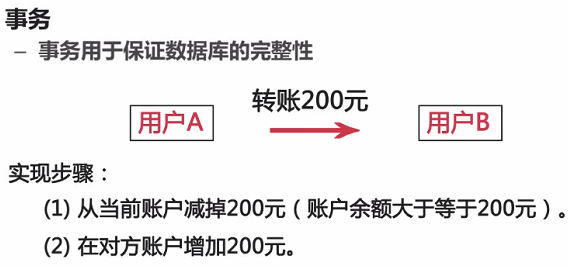 事务
– 事务用于保证数据库的完整性
转账200元
用户A
用户B
实现步骤：
(1) 从当前账户减掉200元（账户余额大于等于200元）。
(2) 在对方账户增加200元。